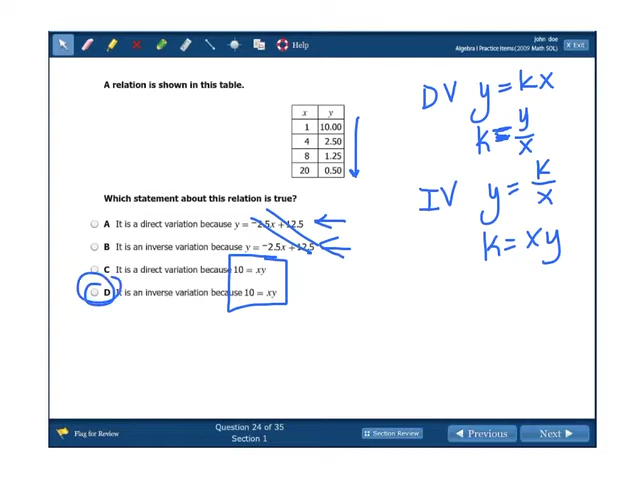 Help
john doe
Algebra I Practice Items (2009 Math SOL)
X Exit
A relation is shown in this table.
x y
1 10.00
4 2.50
8 1.25
20 0.50
Which statement about this relation is true?
A It is a direct variation because y = ⁻2.5x + 12.5
B It is an inverse variation because y = ⁻2.5x + 12.5
C It is a direct variation because 10 = xy
D It is an inverse variation because 10 = xy
DV y = kx
k = y/x
IV y = k/x
k = xy
Flag for Review
Question 24 of 35
Section 1
Section Review
Previous
Next